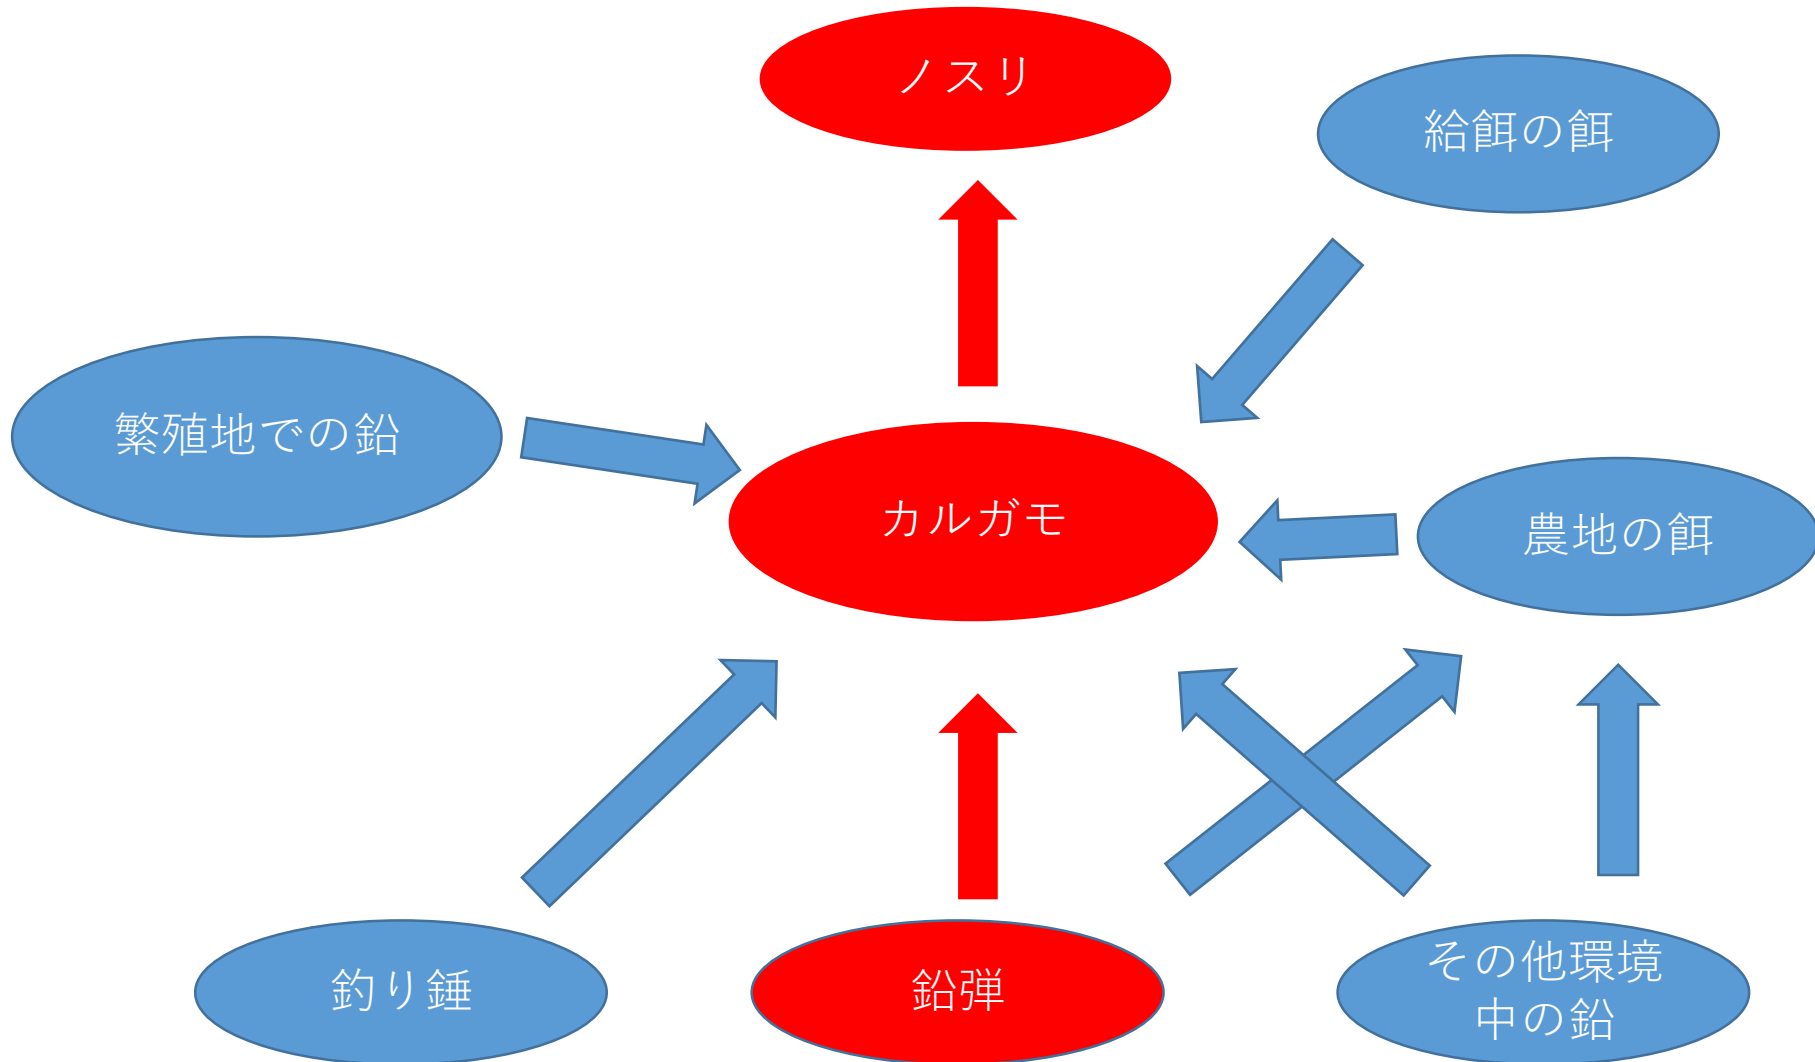 ノスリ
給餌の餌
繁殖地での鉛
カルガモ
農地の餌
釣り錘
鉛弾
その他環境
中の鉛